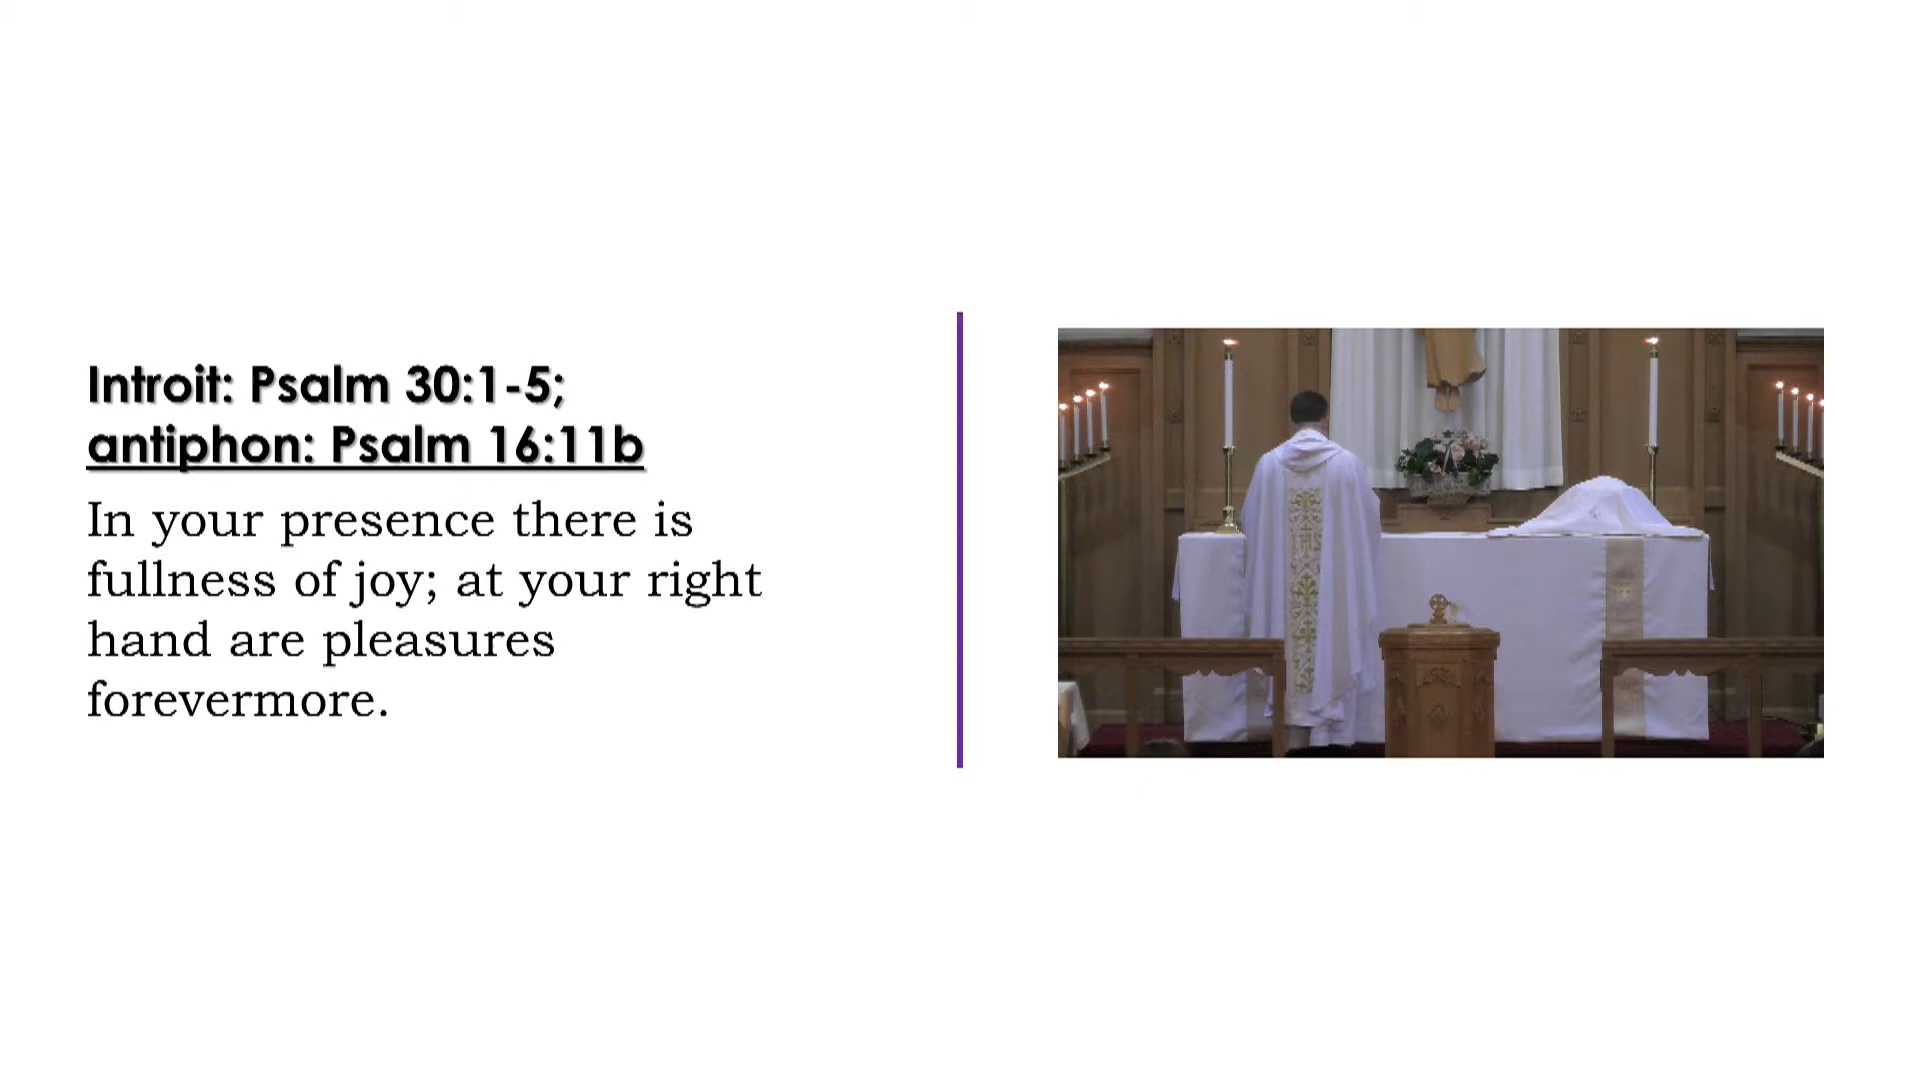 Introit: Psalm 30:1-5;
antiphon: Psalm 16:11b
In your presence there is
fullness of joy; at your right
hand are pleasures
forevermore.
IHS